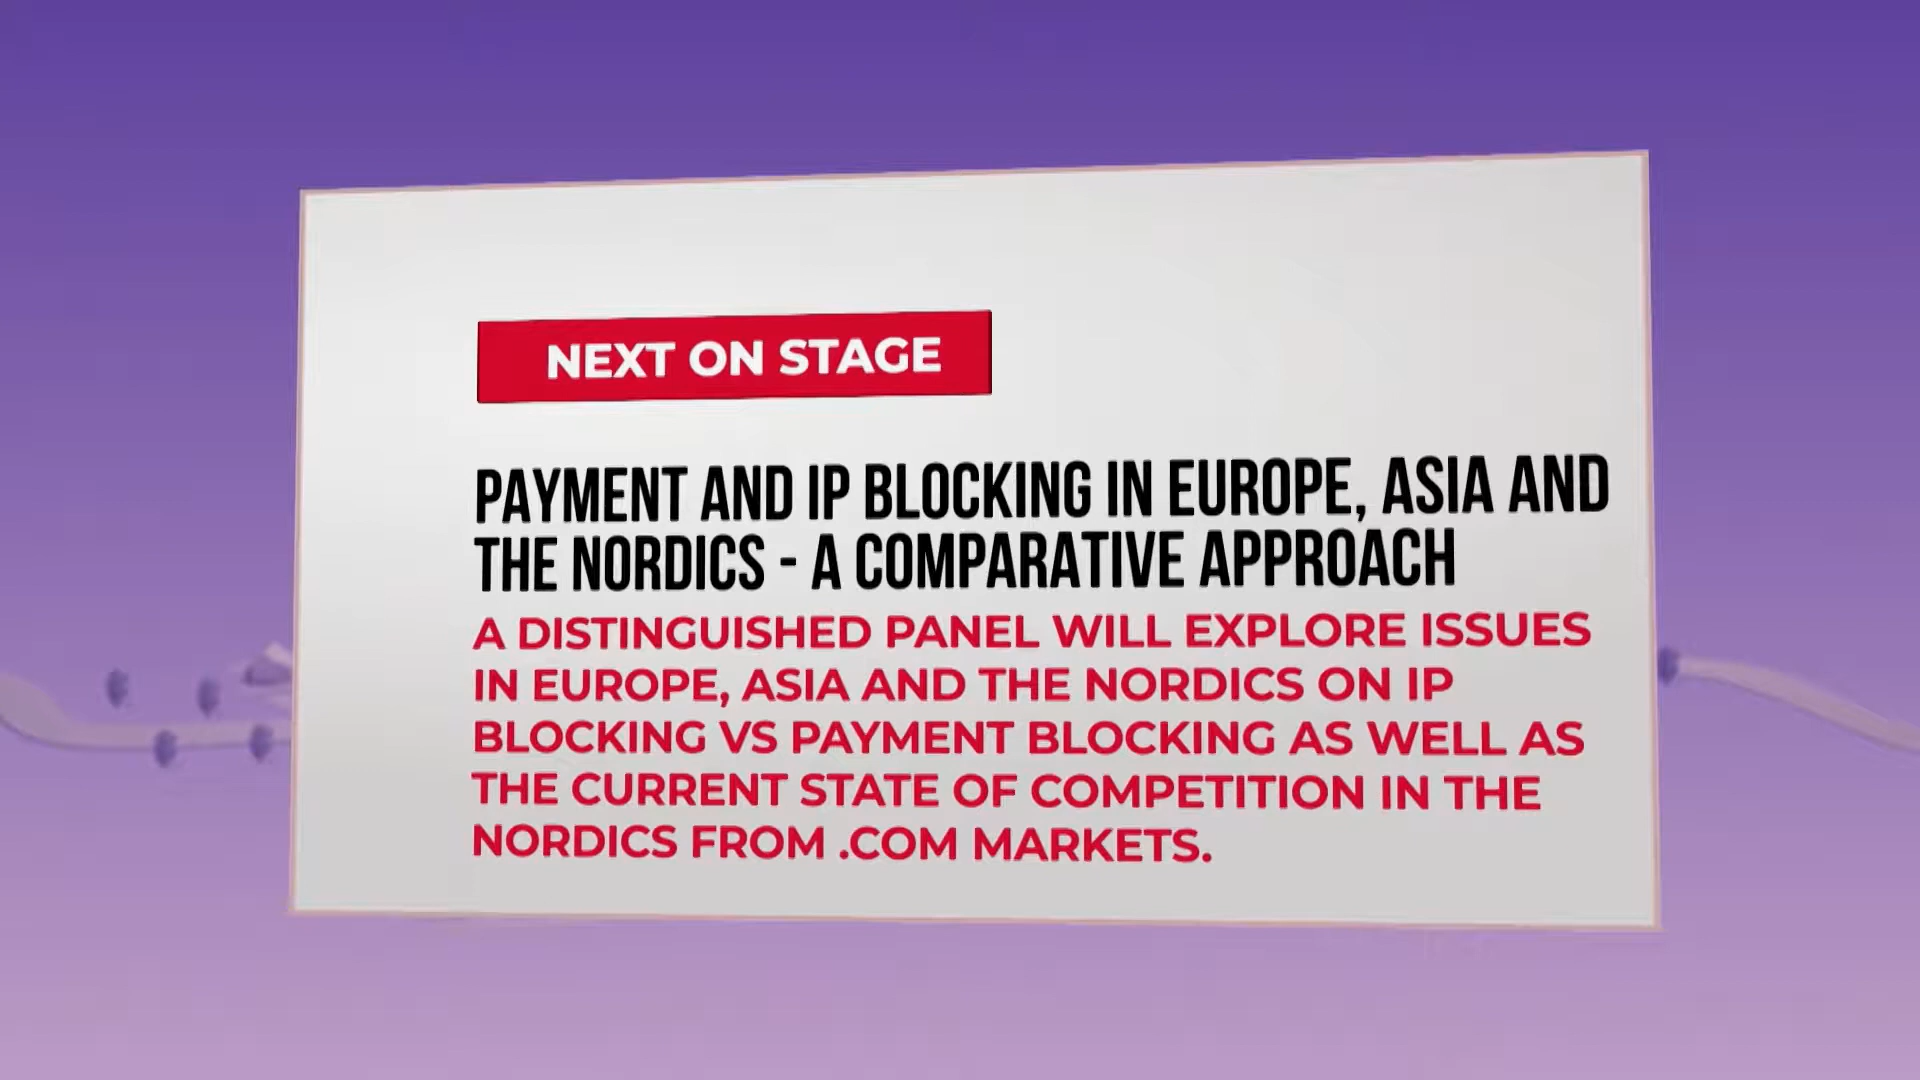 NEXT ON STAGE
PAYMENT AND IP BLOCKING IN EUROPE, ASIA AND
THE NORDICS - A COMPARATIVE APPROACH
A DISTINGUISHED PANEL WILL EXPLORE ISSUES
IN EUROPE, ASIA AND THE NORDICS ON IP
BLOCKING VS PAYMENT BLOCKING AS WELL AS
THE CURRENT STATE OF COMPETITION IN THE
NORDICS FROM .COM MARKETS.